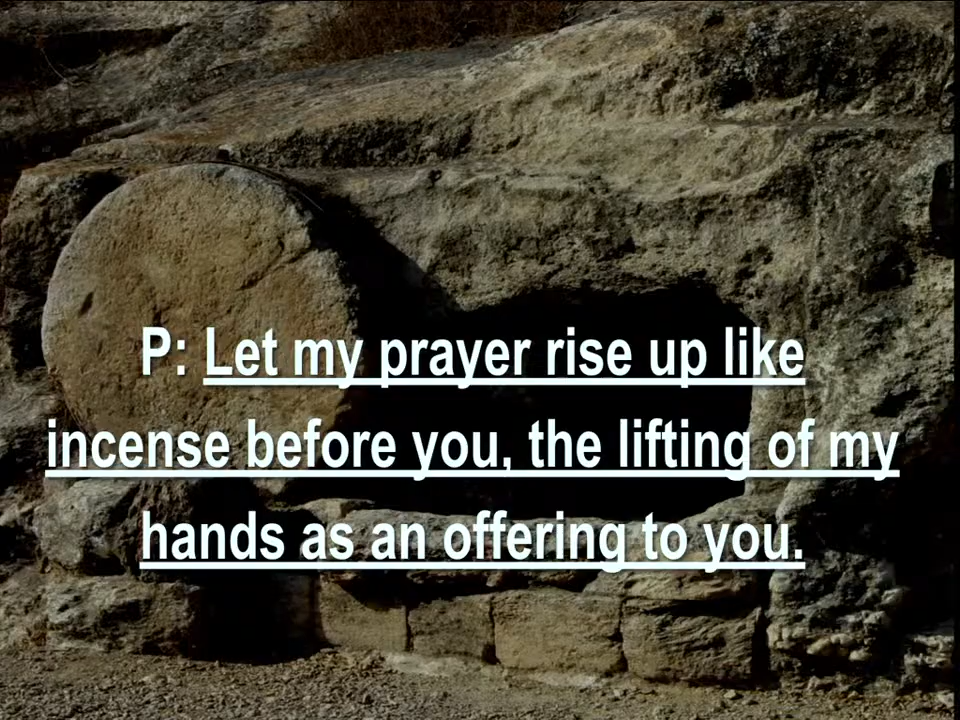 P: Let my prayer rise up like
incense before you, the lifting of my
hands as an offering to you.